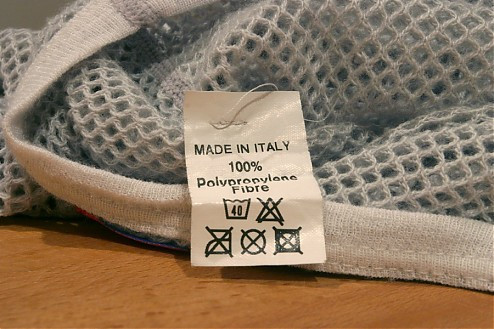 MADE IN ITALY
100%
Polypropylene
Fibre
40